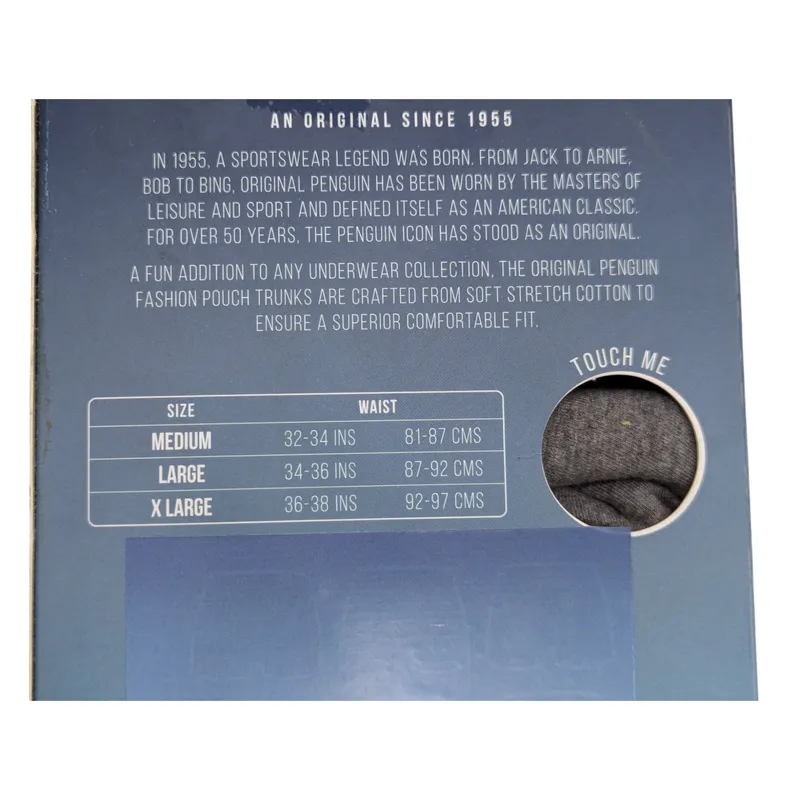 AN ORIGINAL SINCE 1955
IN 1955, A SPORTSWEAR LEGEND WAS BORN. FROM JACK TO ARNIE,
BOB TO BING, ORIGINAL PENGUIN HAS BEEN WORN BY THE MASTERS OF
LEISURE AND SPORT AND DEFINED ITSELF AS AN AMERICAN CLASSIC.
FOR OVER 50 YEARS, THE PENGUIN ICON HAS STOOD AS AN ORIGINAL.
A FUN ADDITION TO ANY UNDERWEAR COLLECTION, THE ORIGINAL PENGUIN
FASHION POUCH TRUNKS ARE CRAFTED FROM SOFT STRETCH COTTON TO
ENSURE A SUPERIOR COMFORTABLE FIT.
TOUCH ME
SIZE WAIST
MEDIUM 32-34 INS 81-87 CMS
LARGE 34-36 INS 87-92 CMS
X LARGE 36-38 INS 92-97 CMS